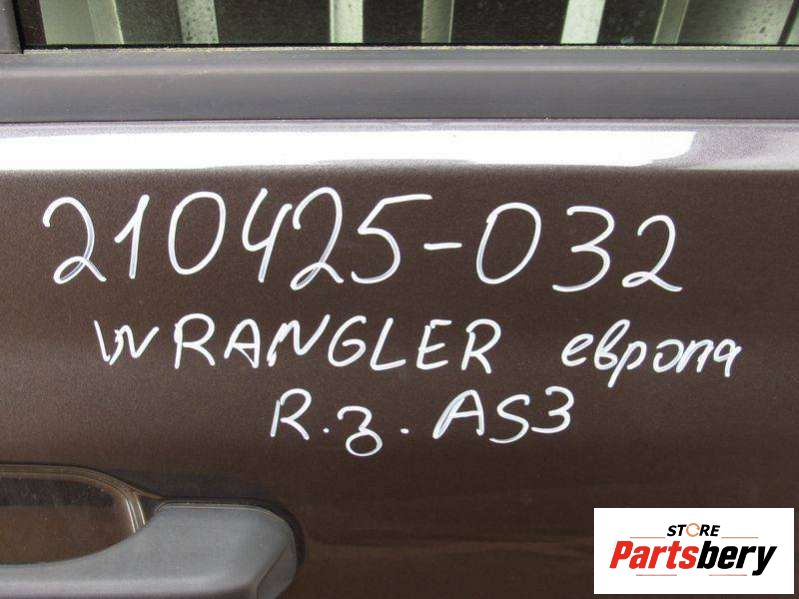 210425-032
WRANGLER европа
R.з. AS3
STORE
Partsbery